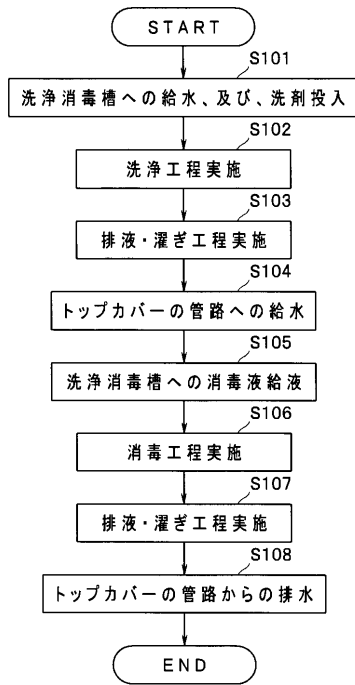 START
S101
洗浄消毒槽への給水、及び、洗剤投入
S102
洗浄工程実施
S103
排液・濯ぎ工程実施
S104
トップカバーの管路への給水
S105
洗浄消毒槽への消毒液給液
S106
消毒工程実施
S107
排液・濯ぎ工程実施
S108
トップカバーの管路からの排水
END